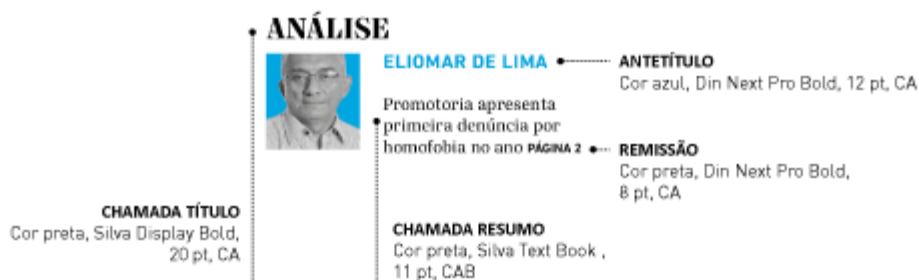 ANÁLISE
ELIOMAR DE LIMA
Promotoria apresenta
primeira denúncia por
homofobia no ano PÁGINA 2
ANTETÍTULO
Cor azul, Din Next Pro Bold, 12 pt, CA
REMISSÃO
Cor preta, Din Next Pro Bold,
8 pt, CA
CHAMADA TÍTULO
Cor preta, Silva Display Bold,
20 pt, CA
CHAMADA RESUMO
Cor preta, Silva Text Book ,
11 pt, CAB